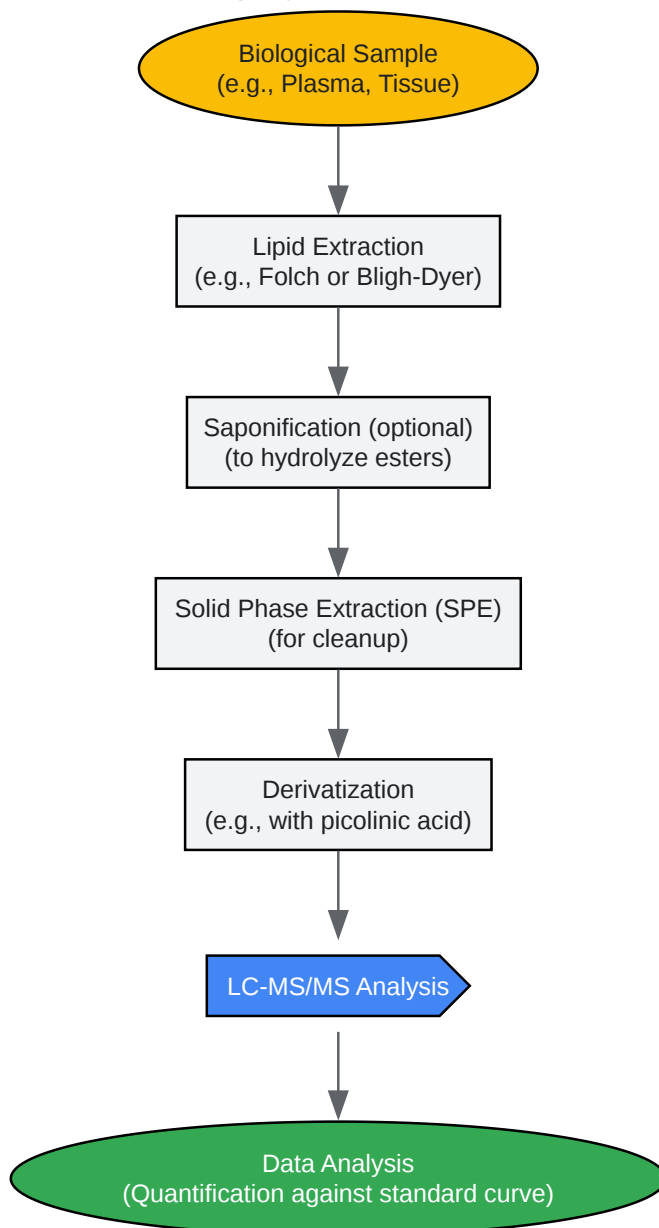 Biological Sample
(e.g., Plasma, Tissue)
Lipid Extraction
(e.g., Folch or Bligh-Dyer)
Saponification (optional)
(to hydrolyze esters)
Solid Phase Extraction (SPE)
(for cleanup)
Derivatization
(e.g., with picolinic acid)
LC-MS/MS Analysis
Data Analysis
(Quantification against standard curve)